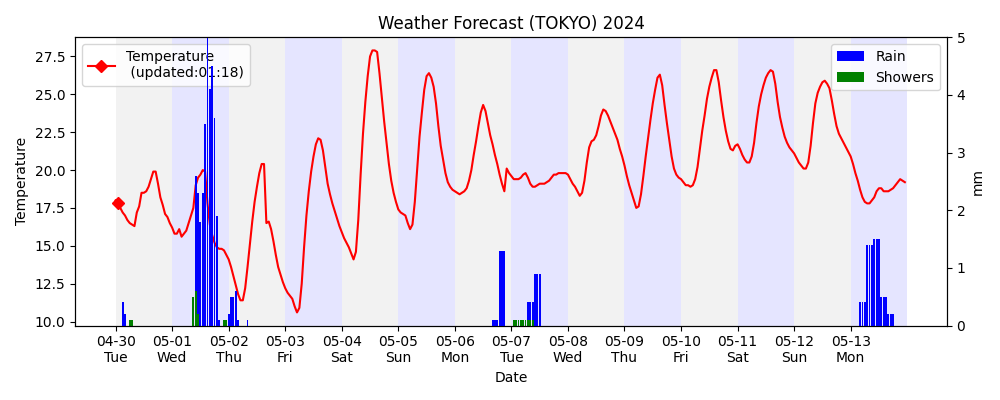 Weather Forecast (TOKYO) 2024
Temperature
(updated:01:18)
Rain
Showers
Temperature
27.5
25.0
22.5
20.0
17.5
15.0
12.5
10.0
5
4
3
2
1
0
mm
04-30 05-01 05-02 05-03 05-04 05-05 05-06 05-07 05-08 05-09 05-10 05-11 05-12 05-13
Tue Wed Thu Fri Sat Sun Mon Tue Wed Thu Fri Sat Sun Mon
Date